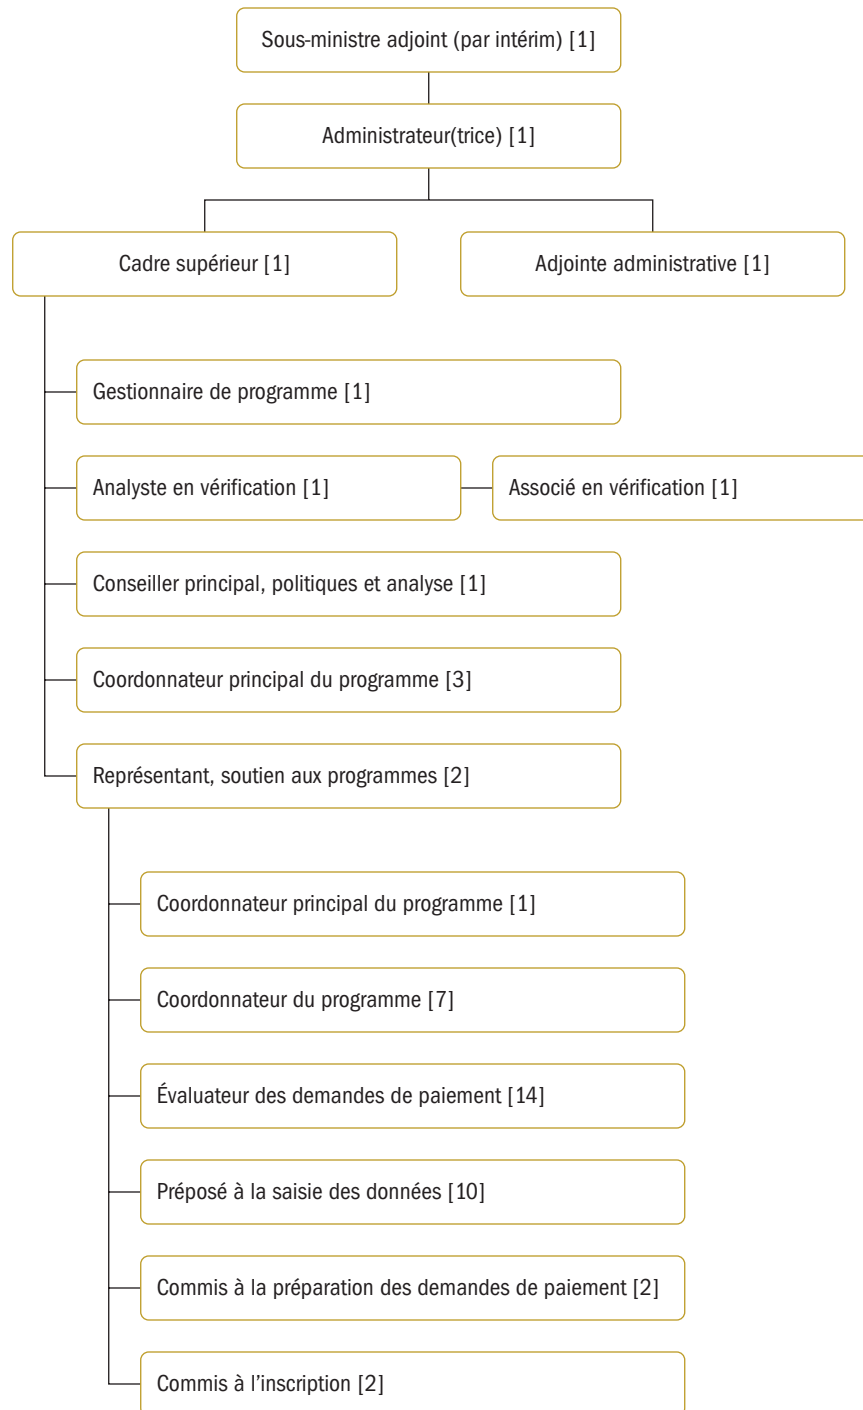 Sous-ministre adjoint (par intérim) [1]
Administrateur(trice) [1]
Cadre supérieur [1]
Adjointe administrative [1]
Gestionnaire de programme [1]
Analyste en vérification [1]
Associé en vérification [1]
Conseiller principal, politiques et analyse [1]
Coordonnateur principal du programme [3]
Représentant, soutien aux programmes [2]
Coordonnateur principal du programme [1]
Coordonnateur du programme [7]
Évaluateur des demandes de paiement [14]
Préposé à la saisie des données [10]
Commis à la préparation des demandes de paiement [2]
Commis à l'inscription [2]